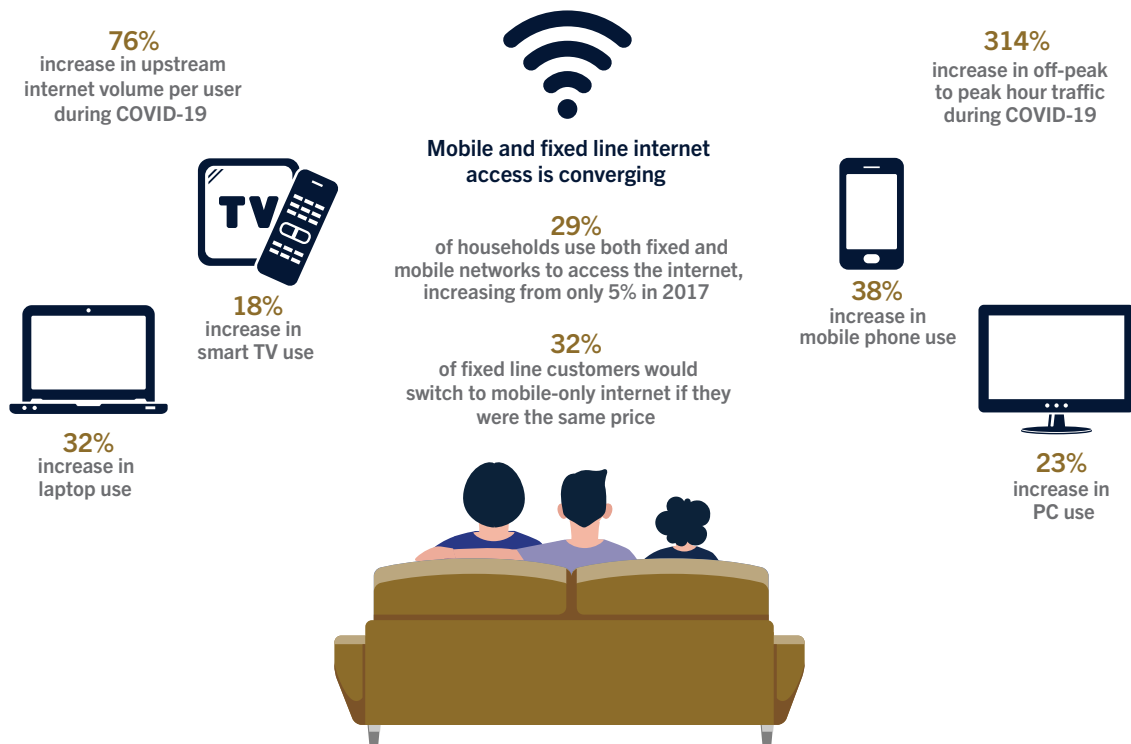 76%
increase in upstream
internet volume per user
during COVID-19
314%
increase in off-peak
to peak hour traffic
during COVID-19
Mobile and fixed line internet
access is converging
29%
of households use both fixed and
mobile networks to access the internet,
increasing from only 5% in 2017
32%
of fixed line customers would
switch to mobile-only internet if they
were the same price
TV
18%
increase in
smart TV use
32%
increase in
laptop use
38%
increase in
mobile phone use
23%
increase in
PC use